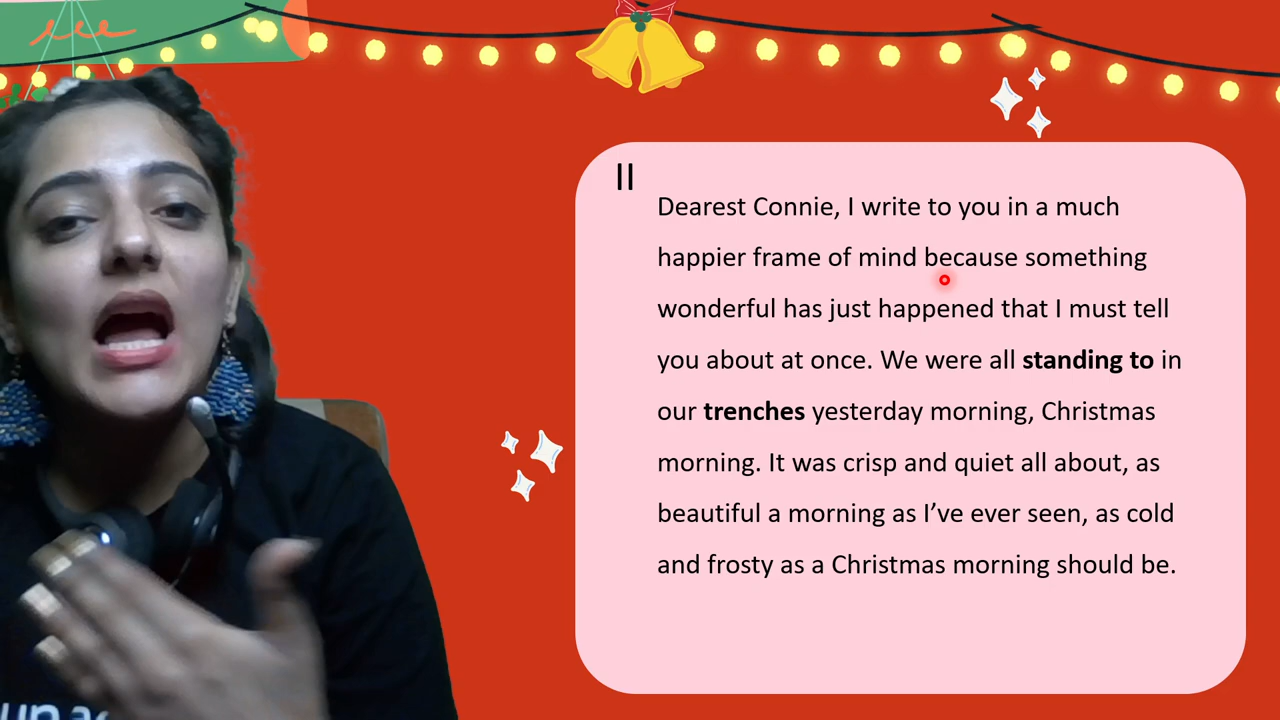 II
Dearest Connie, I write to you in a much
happier frame of mind because something
wonderful has just happened that I must tell
you about at once. We were all standing to in
our trenches yesterday morning, Christmas
morning. It was crisp and quiet all about, as
beautiful a morning as I’ve ever seen, as cold
and frosty as a Christmas morning should be.